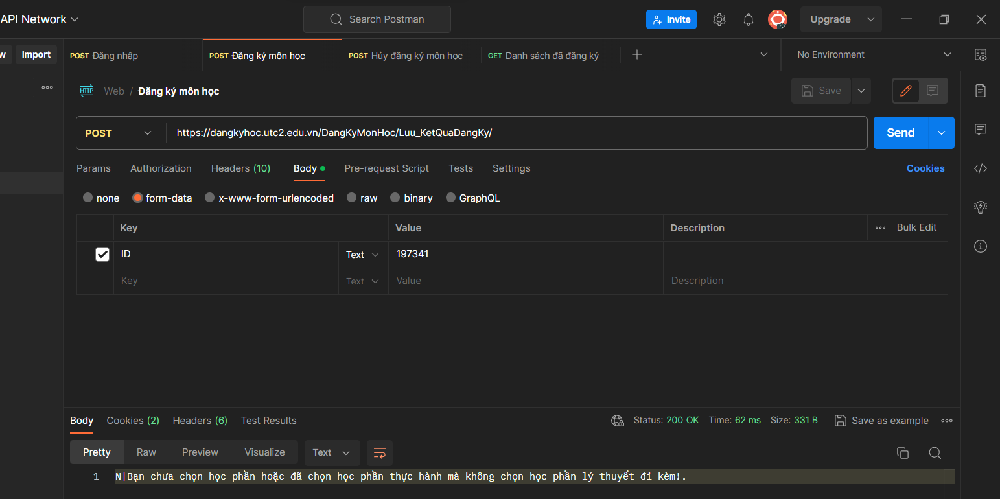 API Network
Search Postman
Invite
Upgrade
w
Import
POST Đăng nhập
POST Đăng ký môn học
POST Hủy đăng ký môn học
GET Danh sách đã đăng ký
No Environment
HTTP
Web / Đăng ký môn học
Save
POST
https://dangkyhoc.utc2.edu.vn/DangKyMonHoc/Luu_KetQuaDangKy/
Send
Params
Authorization
Headers (10)
Body
Pre-request Script
Tests
Settings
Cookies
none
form-data
x-www-form-urlencoded
raw
binary
GraphQL
Key
Value
Description
Bulk Edit
ID
Text
197341
Key
Text
Value
Description
Body
Cookies (2)
Headers (6)
Test Results
Status: 200 OK
Time: 62 ms
Size: 331 B
Save as example
Pretty
Raw
Preview
Visualize
Text
1
N|Bạn chưa chọn học phần hoặc đã chọn học phần thực hành mà không chọn học phần lý thuyết đi kèm!.